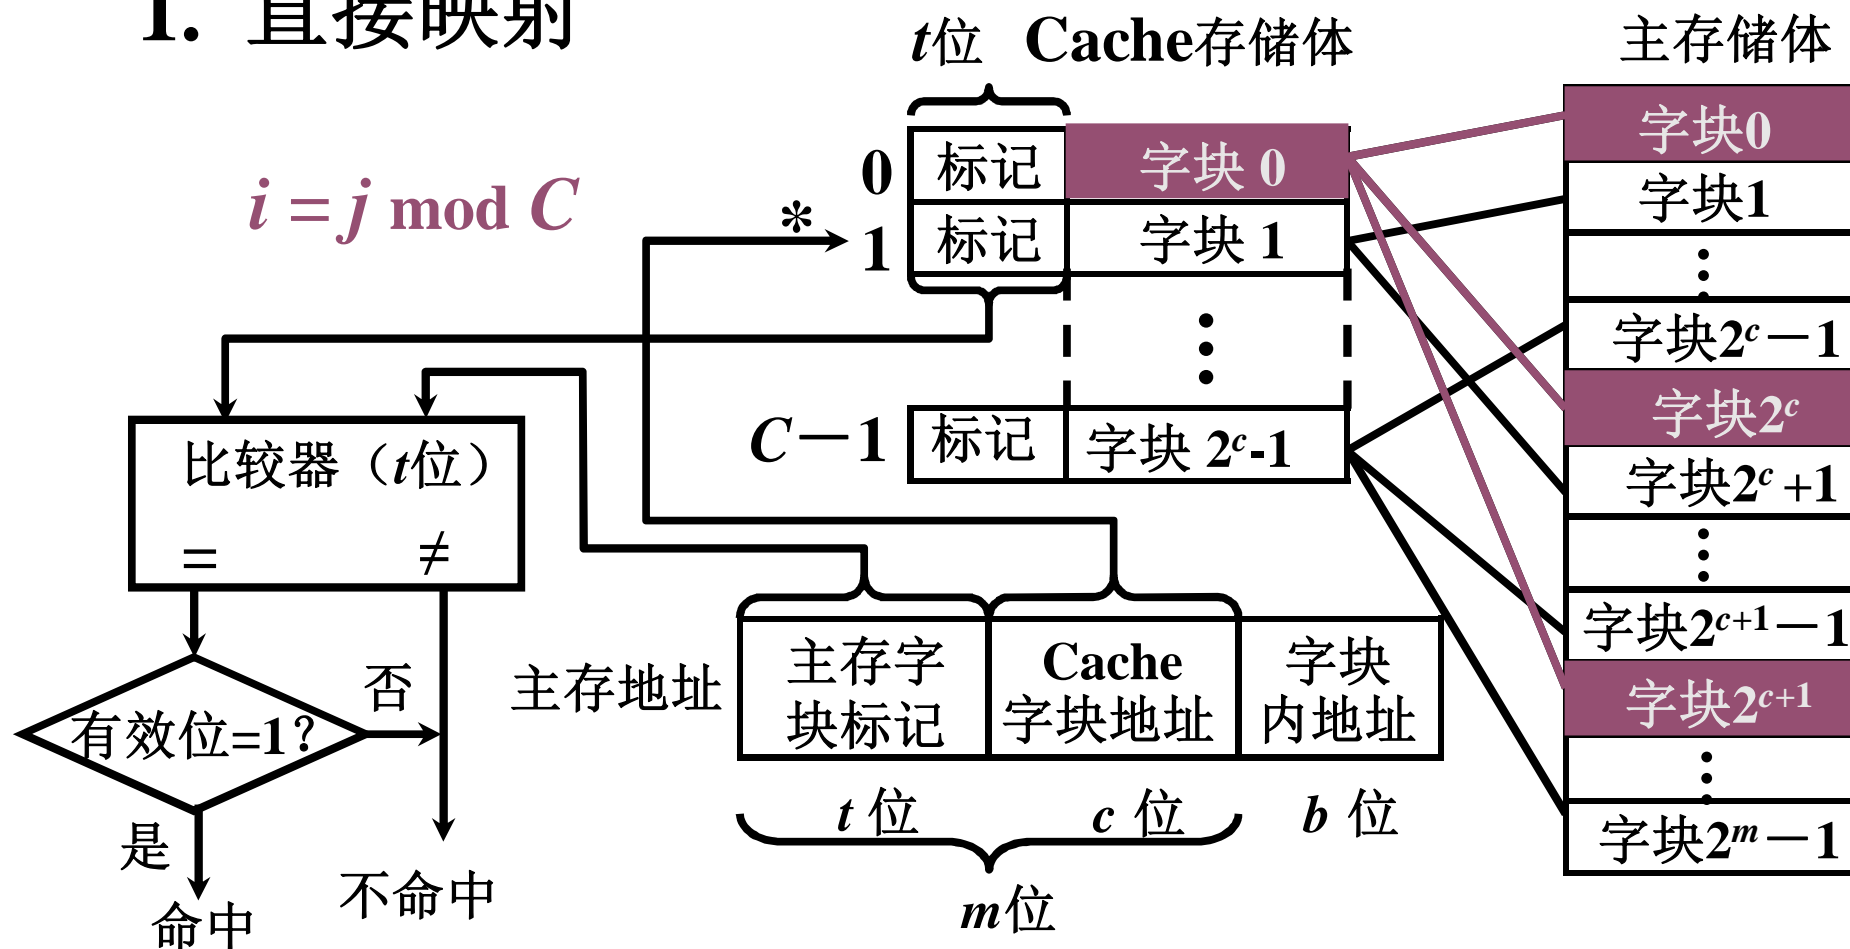 1. 直接映射
t位 Cache存储体 主存储体
i = j mod C
*
0 标记 字块 0
1 标记 字块 1
C－1 标记 字块 2ᶜ-1
字块0
字块1
字块2ᶜ－1
字块2ᶜ
字块2ᶜ +1
字块2ᶜ⁺¹－1
字块2ᶜ⁺¹
字块2ᵐ－1
比较器（t位）
= ≠
有效位=1?
否
是
命中
不命中
主存地址
主存字
块标记
Cache
字块地址
字块
内地址
t 位 c 位 b 位
m位